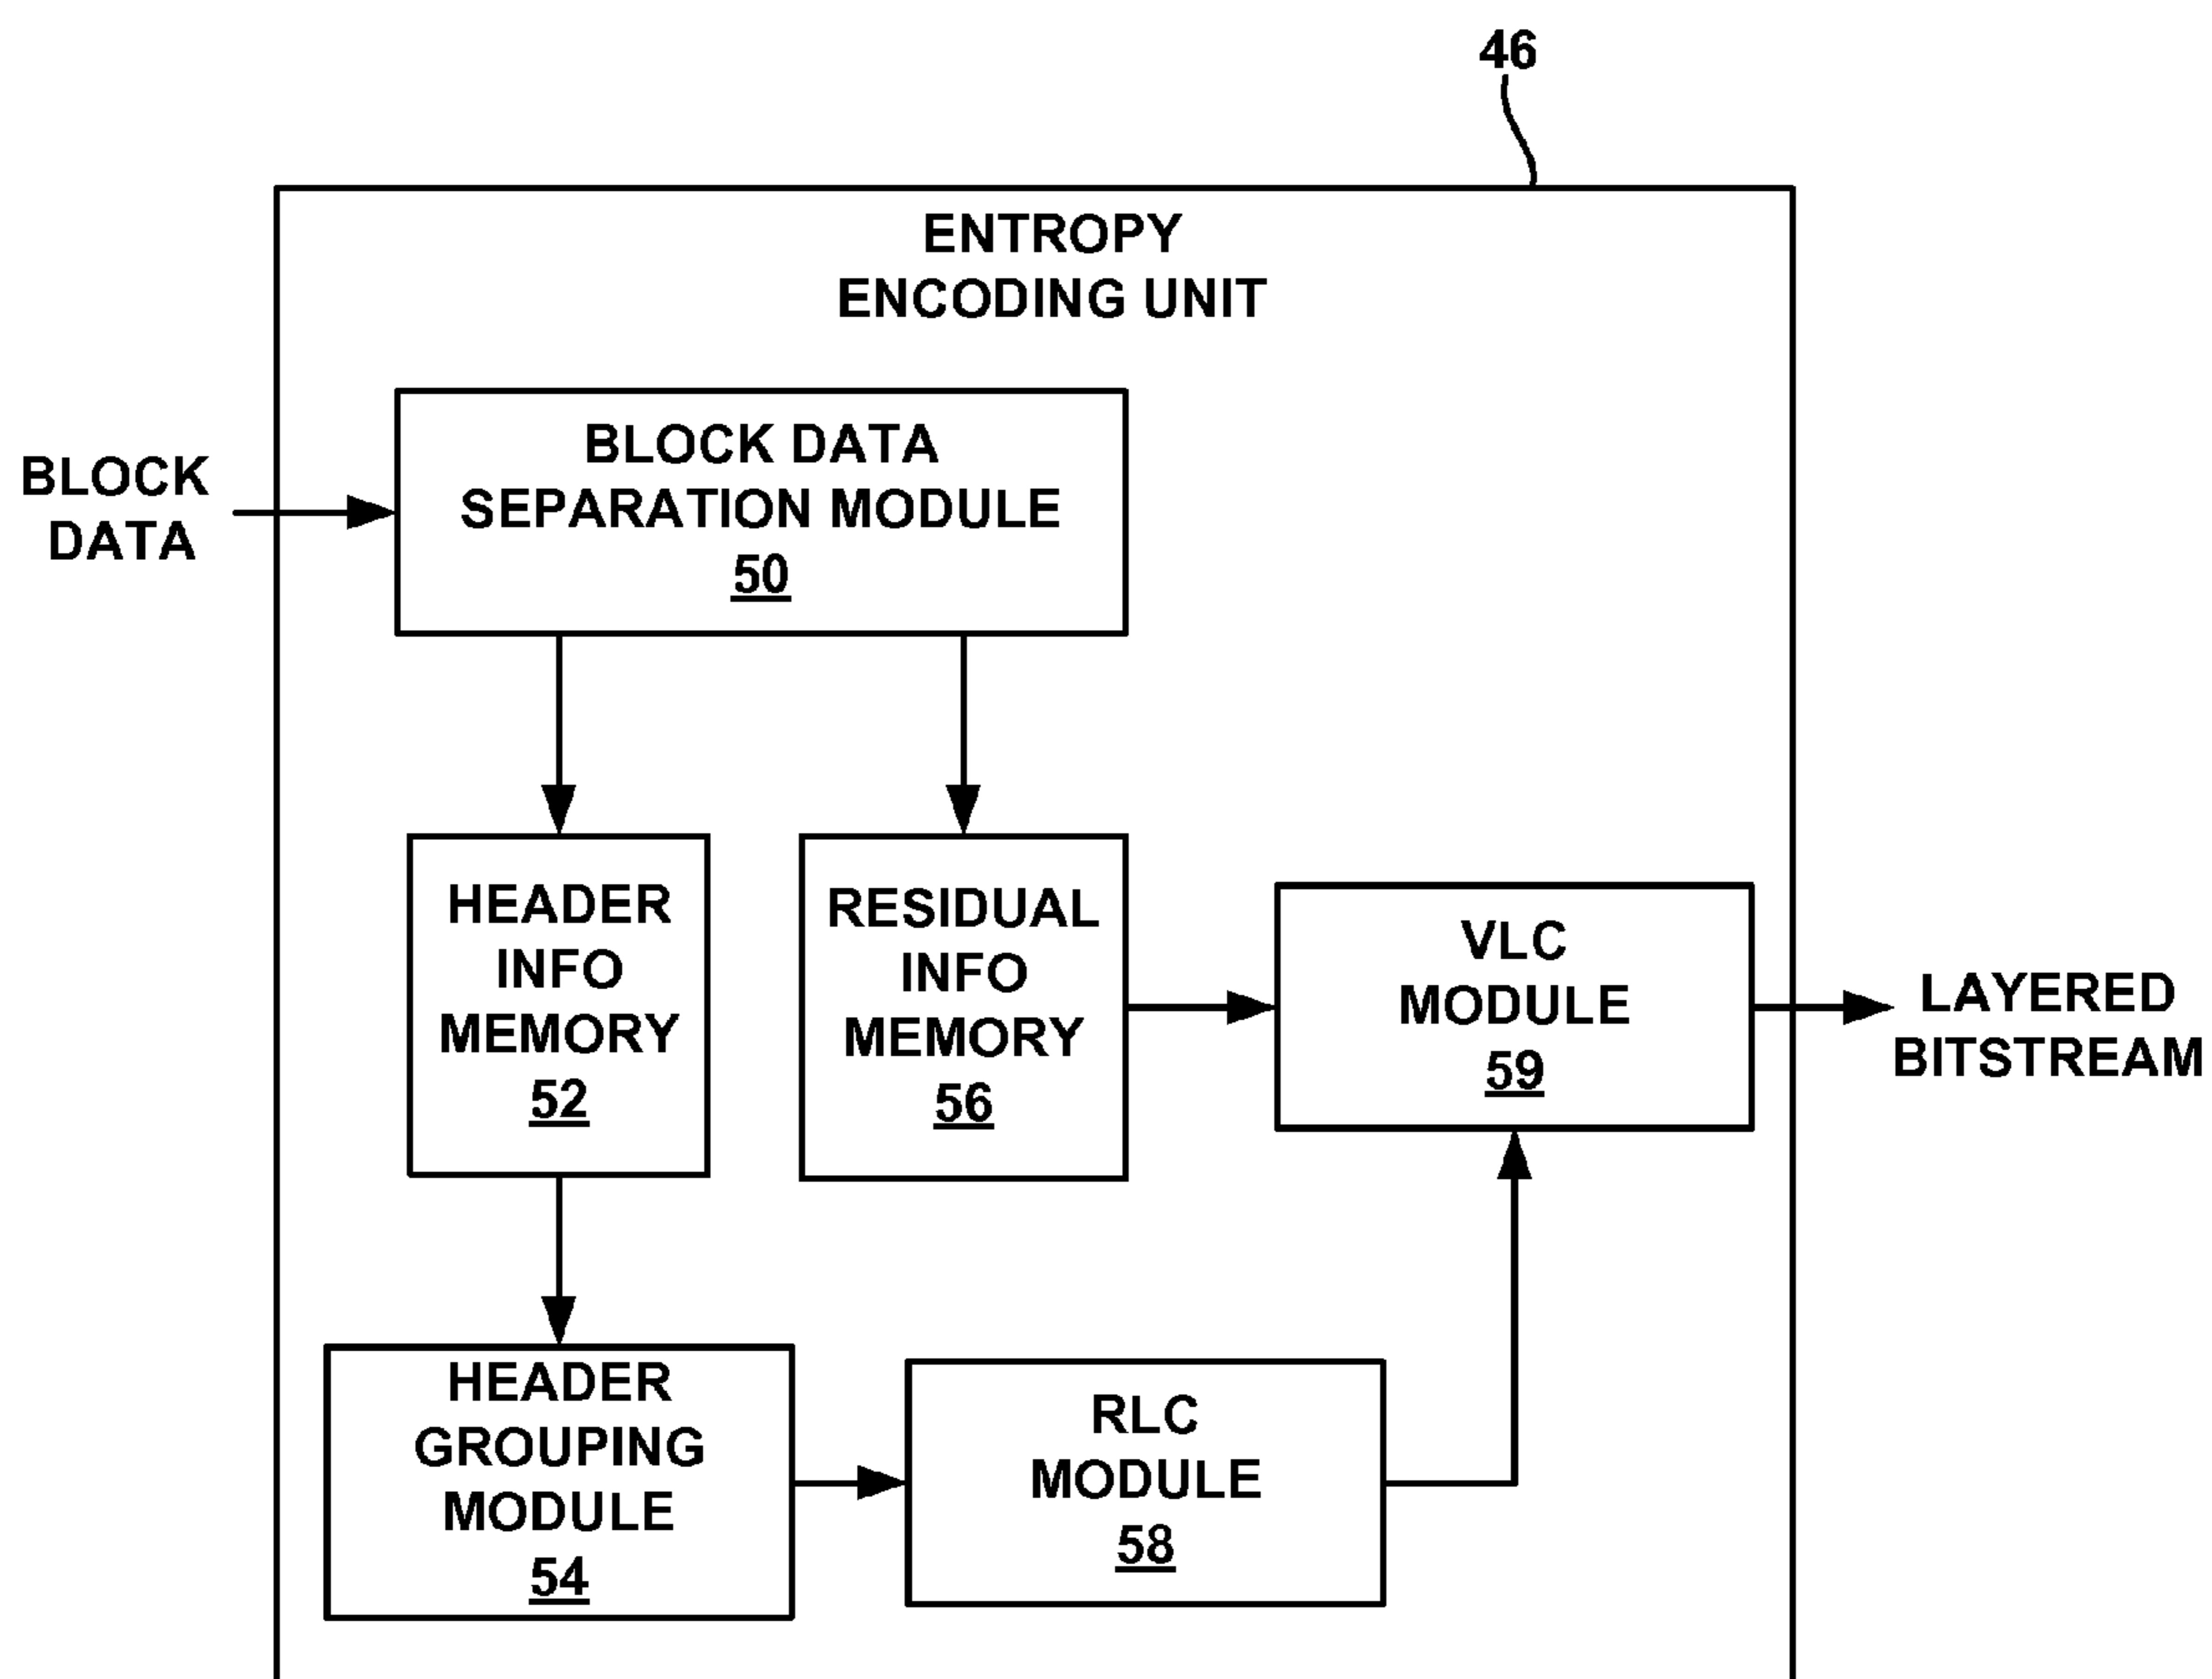 46
ENTROPY
ENCODING UNIT
BLOCK DATA
SEPARATION MODULE
50
BLOCK
DATA
HEADER
INFO
MEMORY
52
RESIDUAL
INFO
MEMORY
56
VLC
MODULE
59
LAYERED
BITSTREAM
HEADER
GROUPING
MODULE
54
RLC
MODULE
58